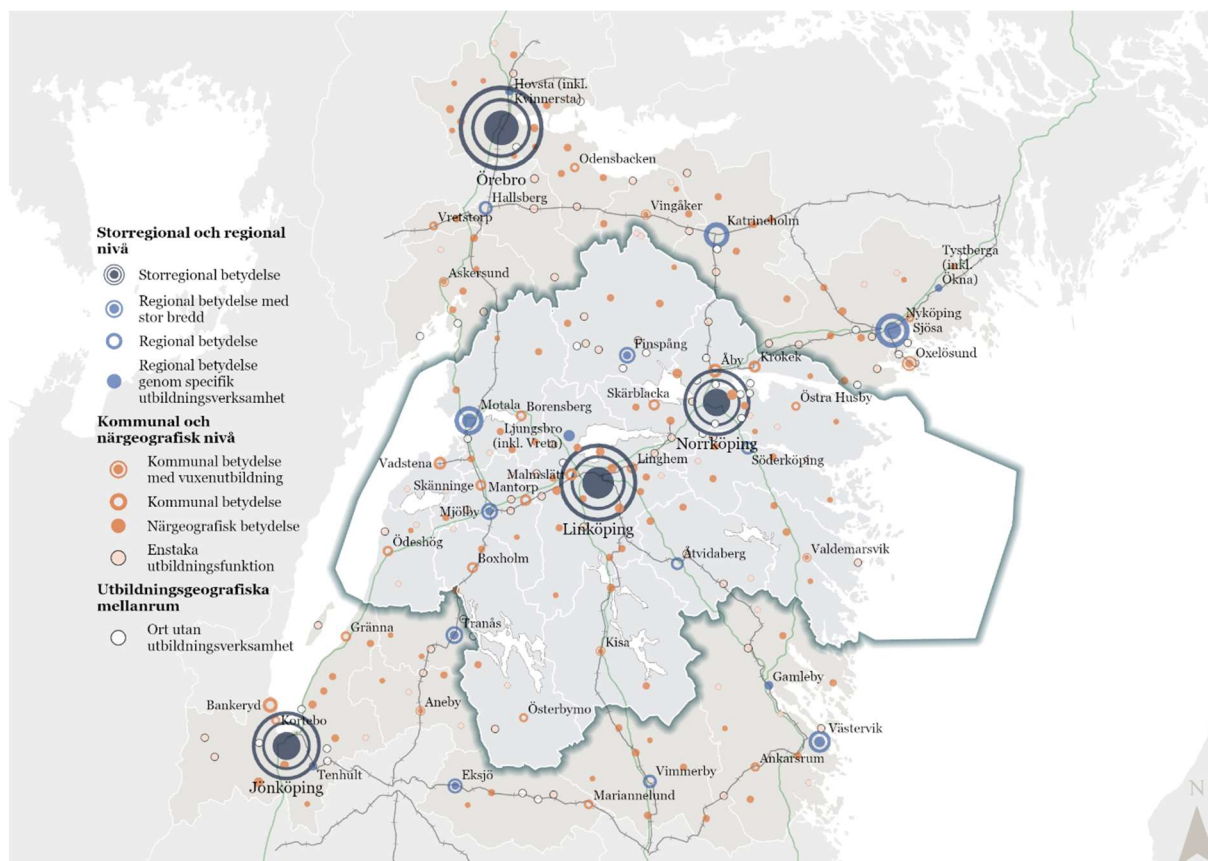 Hovsta (inkl.
Kvinnersta)
Örebro
Odensbacken
Hallsberg
Vretstorp
Vingåker
Katrineholm
Askersund
Tystberga
(inkl.
Ökna)
Nyköping
Sjösa
Oxelösund
Storregional och regional
nivå
Storregional betydelse
Regional betydelse med
stor bredd
Regional betydelse
Regional betydelse
genom specifik
utbildningsverksamhet
Kommunal och
närgeografisk nivå
Kommunal betydelse
med vuxenutbildning
Kommunal betydelse
Närgeografisk betydelse
Enstaka
utbildningsfunktion
Utbildningsgeografiska
mellanrum
Ort utan
utbildningsverksamhet
Finspång
Åby
Krokek
Skärblacka
Östra Husby
Norrköping
Motala
Borensberg
Ljungsbro
(inkl. Vreta)
Linghem
Söderköping
Vadstena
Malmslätt
Skänninge
Mantorp
Mjölby
Linköping
Ödeshög
Boxholm
Åtvidaberg
Valdemarsvik
Gränna
Tranås
Kisa
Gamleby
Bankeryd
Kortebo
Aneby
Österbymo
Västervik
Jönköping
Tenhult
Eksjö
Mariannelund
Vimmerby
Ankarsrum
N